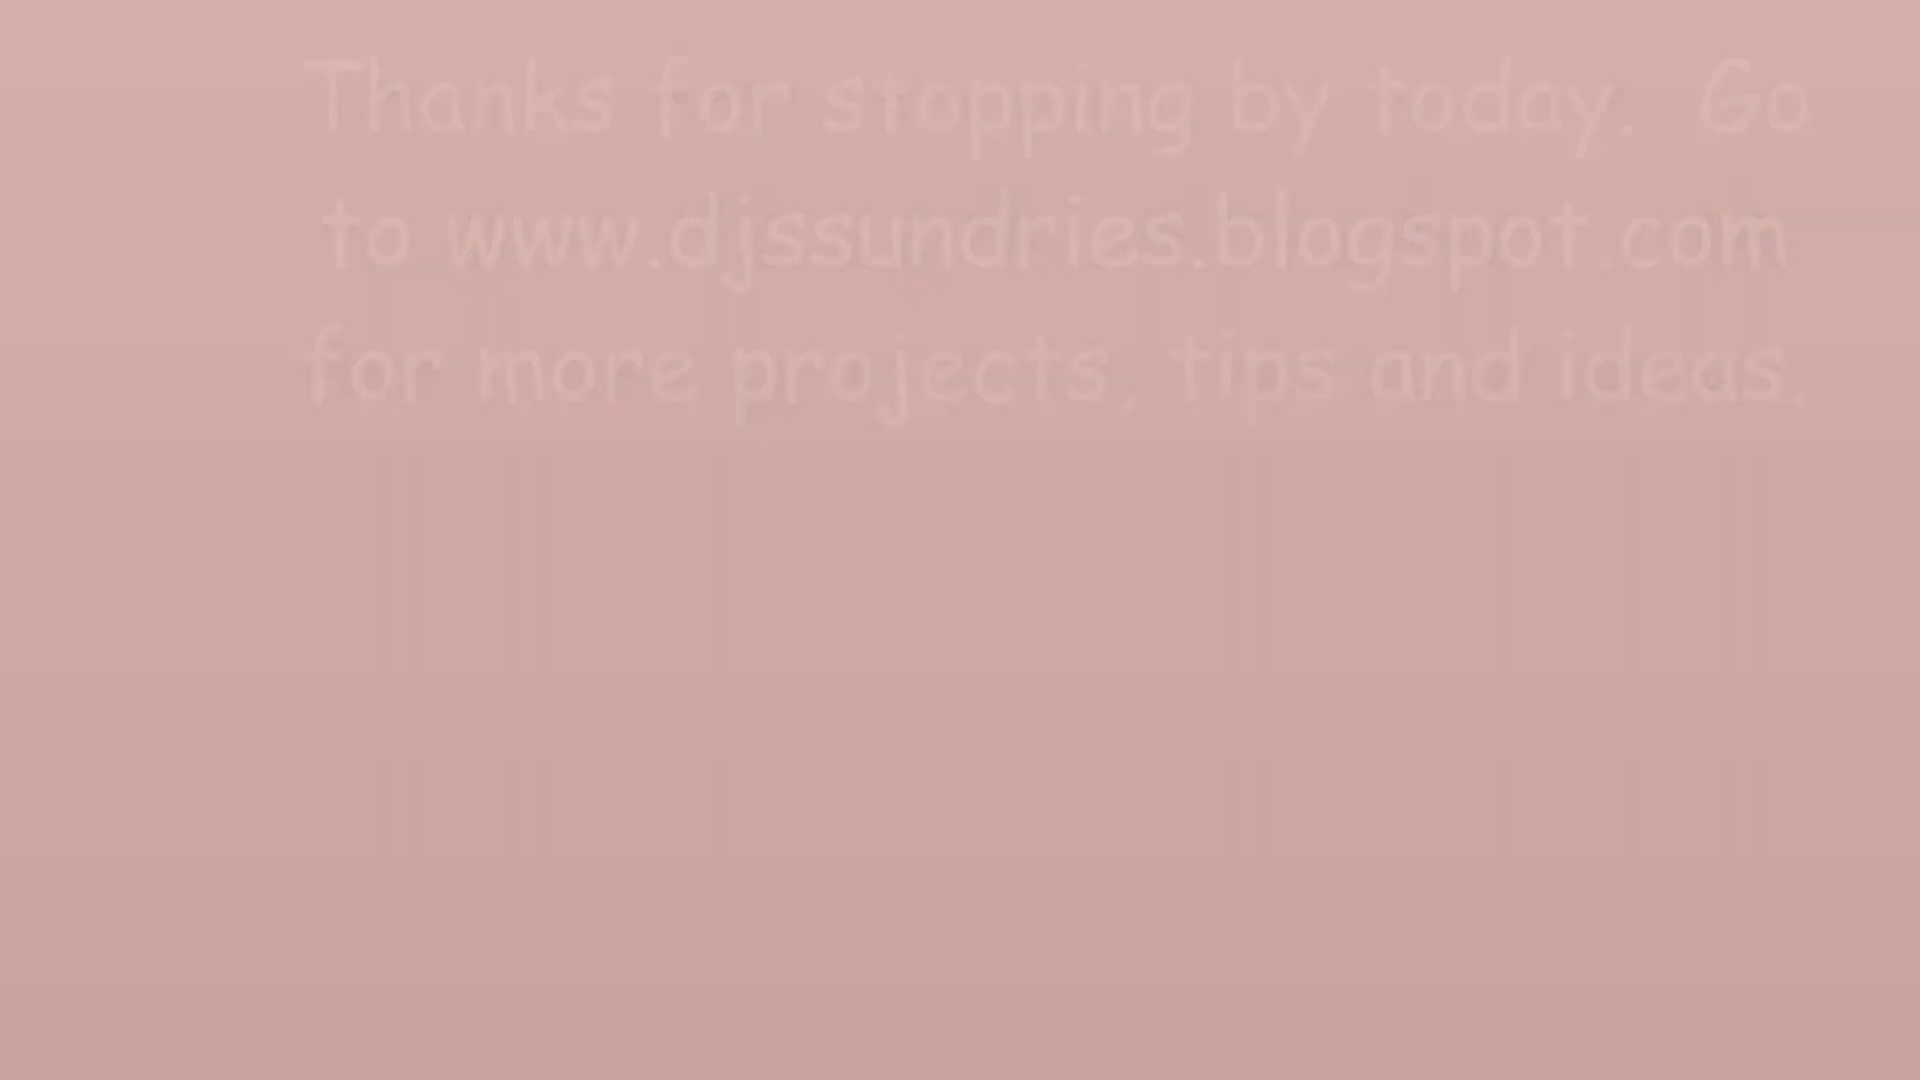 Thanks for stopping by today.  Go
to www.djssundries.blogspot.com
for more projects, tips and ideas.